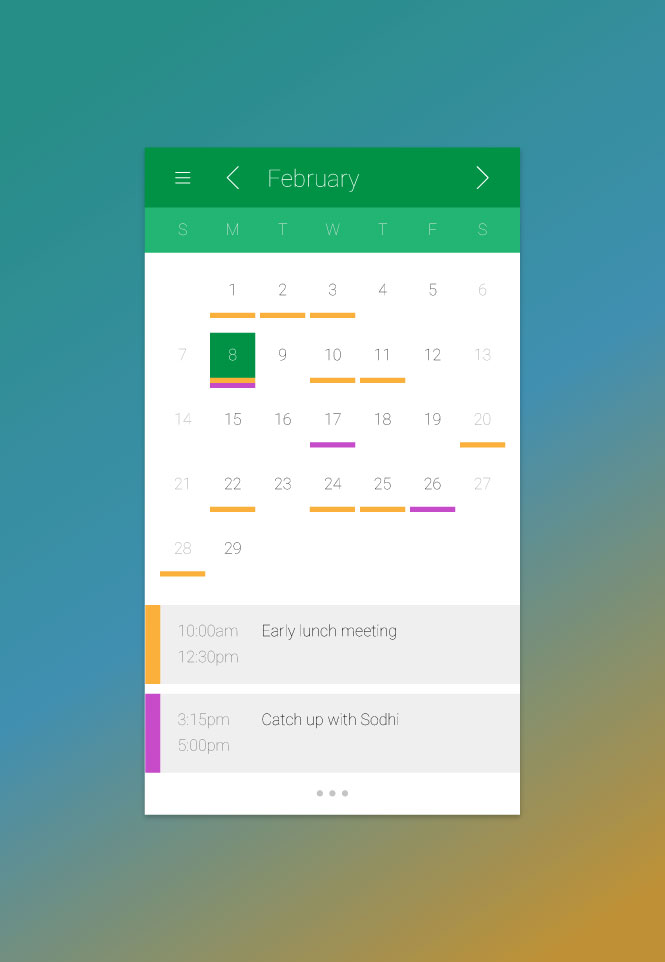 February
S M T W T F S
1 2 3 4 5 6
7 8 9 10 11 12 13
14 15 16 17 18 19 20
21 22 23 24 25 26 27
28 29
10:00am Early lunch meeting
12:30pm
3:15pm Catch up with Sodhi
5:00pm